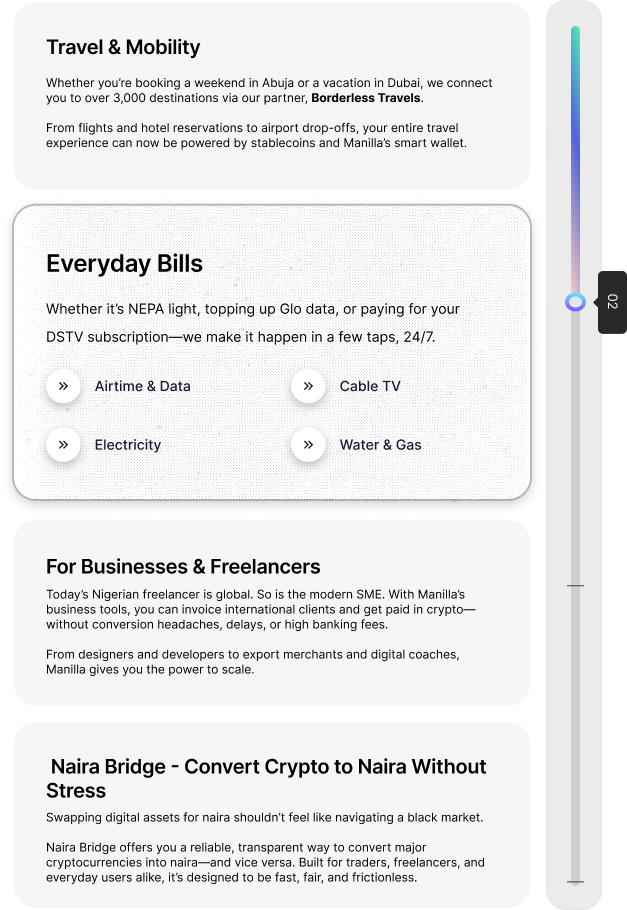 Travel & Mobility
Whether you’re booking a weekend in Abuja or a vacation in Dubai, we connect
you to over 3,000 destinations via our partner, Borderless Travels.
From flights and hotel reservations to airport drop-offs, your entire travel
experience can now be powered by stablecoins and Manilla’s smart wallet.
Everyday Bills
Whether it’s NEPA light, topping up Glo data, or paying for your
DSTV subscription—we make it happen in a few taps, 24/7.
» Airtime & Data
» Cable TV
» Electricity
» Water & Gas
02
For Businesses & Freelancers
Today’s Nigerian freelancer is global. So is the modern SME. With Manilla’s
business tools, you can invoice international clients and get paid in crypto—
without conversion headaches, delays, or high banking fees.
From designers and developers to export merchants and digital coaches,
Manilla gives you the power to scale.
Naira Bridge - Convert Crypto to Naira Without
Stress
Swapping digital assets for naira shouldn’t feel like navigating a black market.
Naira Bridge offers you a reliable, transparent way to convert major
cryptocurrencies into naira—and vice versa. Built for traders, freelancers, and
everyday users alike, it’s designed to be fast, fair, and frictionless.